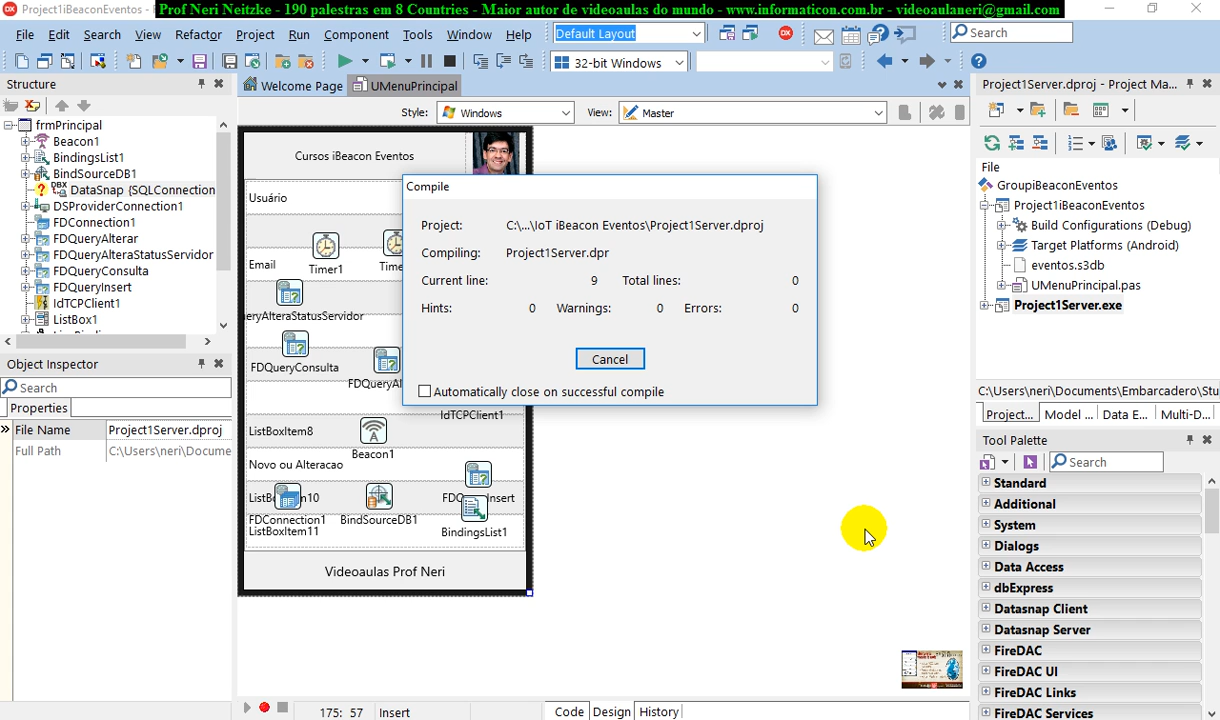 Project1iBeaconEventos -
Prof Neri Neitzke - 190 palestras em 8 Countries - Maior autor de videoaulas do mundo - www.informaticon.com.br - videoaulaneri@gmail.com
File Edit Search View Refactor Project Run Component Tools Window Help
Default Layout
Search
32-bit Windows
Structure
Welcome Page
UMenuPrincipal
Project1Server.dproj - Project Ma...
Style: Windows View: Master
frmPrincipal
Beacon1
BindingsList1
BindSourceDB1
DataSnap {SQLConnection
DSProviderConnection1
FDConnection1
FDQueryAlterar
FDQueryAlteraStatusServidor
FDQueryConsulta
FDQueryInsert
IdTCPClient1
ListBox1
Object Inspector
Search
Properties
File Name Project1Server.dproj
Full Path C:\Users\neri\Docume
Cursos iBeacon Eventos
Usuário
Timer1
Email
eryAlteraStatusServidor
FDQueryConsulta
IdTCPClient1
ListBoxItem8
Beacon1
Novo ou Alteracao
FDConnection1
BindSourceDB1
ListBoxItem11
BindingsList1
Videoaulas Prof Neri
Compile
Project: C:\...\IoT iBeacon Eventos\Project1Server.dproj
Compiling: Project1Server.dpr
Current line: 9 Total lines: 0
Hints: 0 Warnings: 0 Errors: 0
Cancel
Automatically close on successful compile
File
GroupiBeaconEventos
Project1iBeaconEventos
Build Configurations (Debug)
Target Platforms (Android)
eventos.s3db
UMenuPrincipal.pas
Project1Server.exe
C:\Users\neri\Documents\Embarcadero\Stu
Project... Model ... Data E... Multi-D...
Tool Palette
Search
Standard
Additional
System
Dialogs
Data Access
dbExpress
Datasnap Client
Datasnap Server
FireDAC
FireDAC UI
FireDAC Links
FireDAC Services
175: 57 Insert
Code Design History